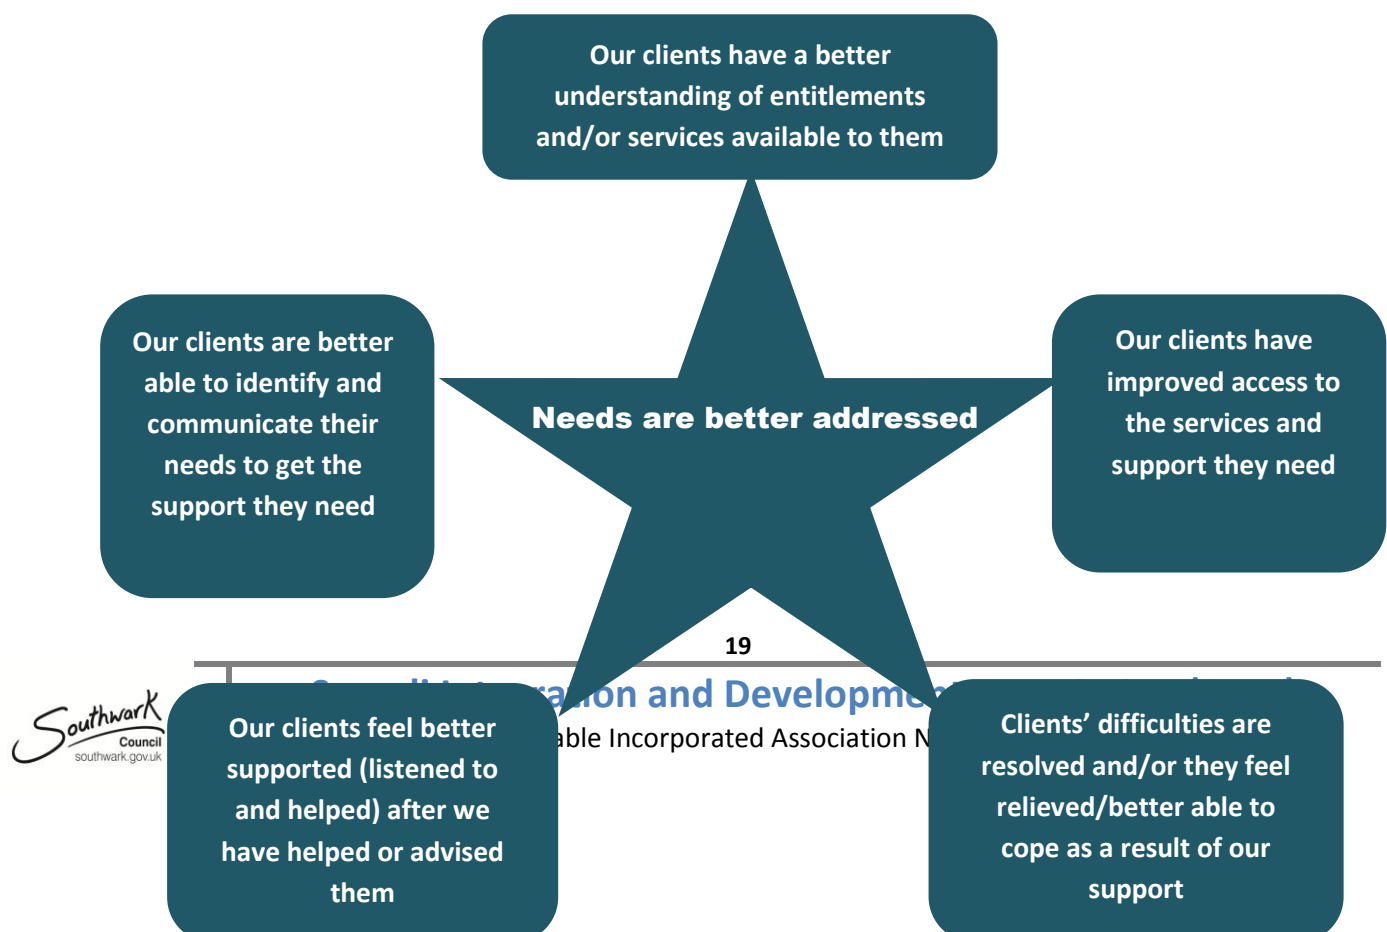 Our clients have a better
understanding of entitlements
and/or services available to them
Our clients are better
able to identify and
communicate their
needs to get the
support they need
Needs are better addressed
Our clients have
improved access to
the services and
support they need
19
and Developme
Southwark
Council
southwark.gov.uk
Incorporated Association
Our clients feel better
supported (listened to
and helped) after we
have helped or advised
them
Clients’ difficulties are
resolved and/or they feel
relieved/better able to
cope as a result of our
support